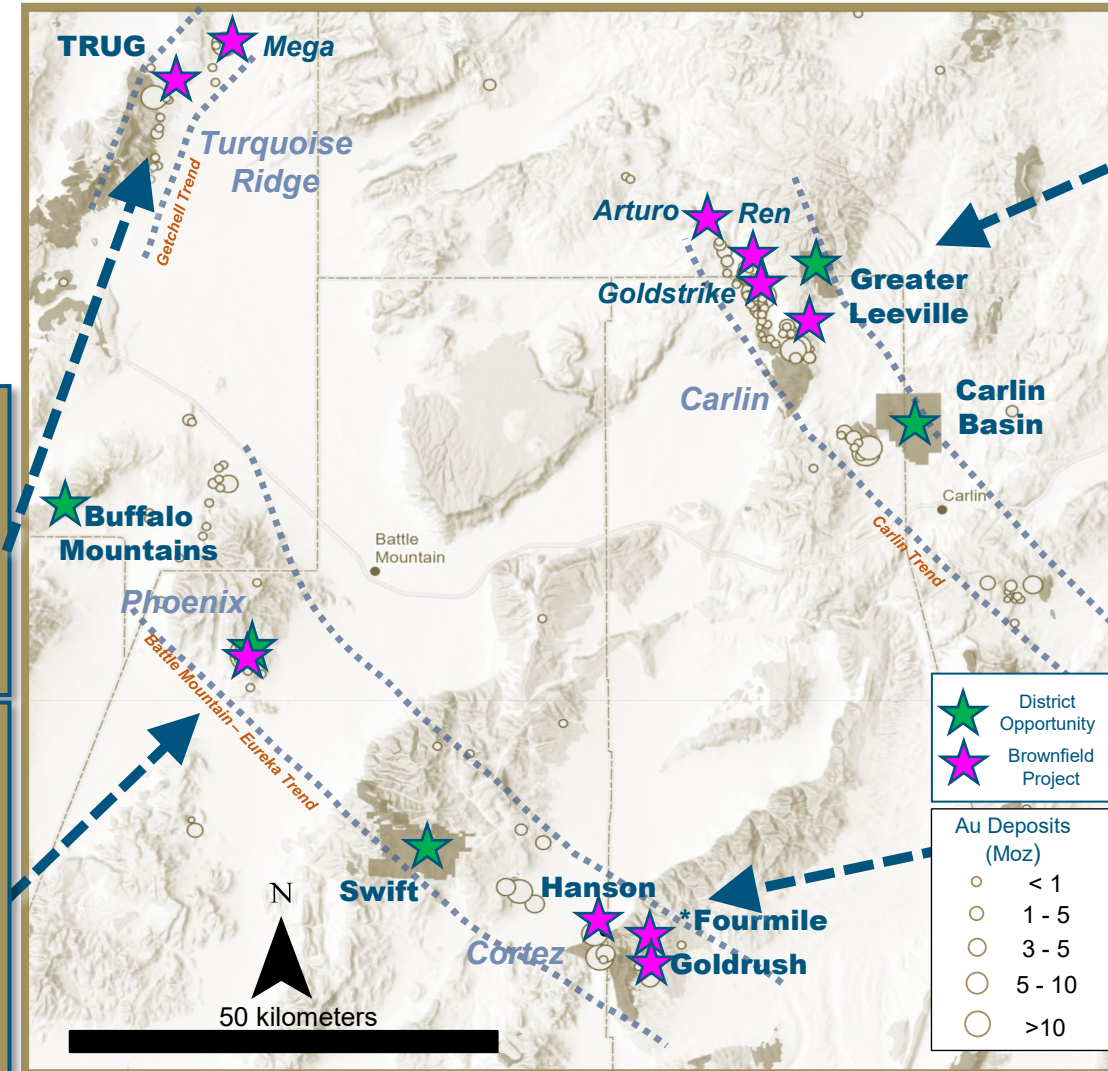 TRUG
Mega
Turquoise
Ridge
Getchell Trend
Arturo
Ren
Goldstrike
Greater
Leeville
Carlin
Carlin
Basin
Carlin
Carlin Trend
Buffalo
Mountains
Battle
Mountain
Phoenix
Battle Mountain – Eureka Trend
Swift
Hanson
*Fourmile
Cortez
Goldrush
N
50 kilometers
District
Opportunity
Brownfield
Project
Au Deposits
(Moz)
< 1
1 - 5
3 - 5
5 - 10
>10